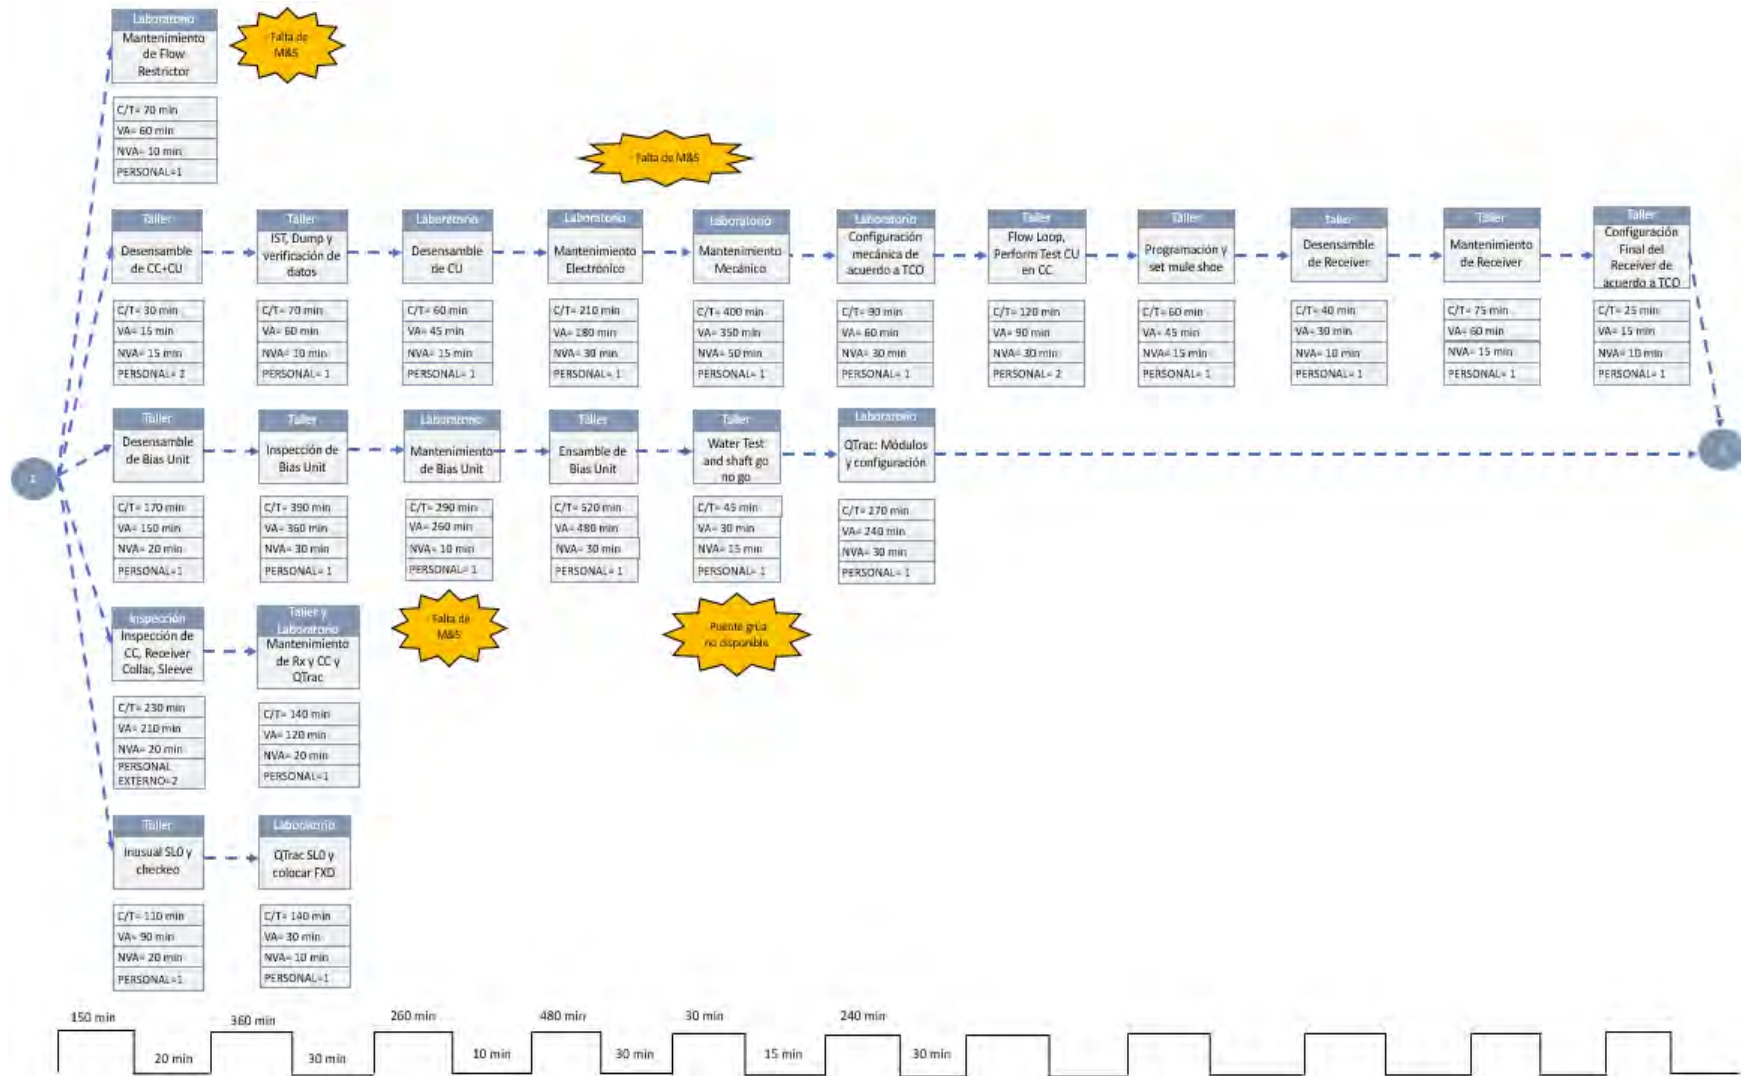 Laboratorio
Mantenimiento
de Flow
Restrictor
- Falta de
M&S
C/T= 70 min
VA= 60 min
NVA= 10 min
PERSONAL=1
- Falta de M&S
Taller
Desensamble
de CC+CU
C/T= 30 min
VA= 15 min
NVA= 15 min
PERSONAL= 2
Taller
IST, Dump y
verificación de
datos
C/T= 70 min
VA= 60 min
NVA= 10 min
PERSONAL= 1
Laboratorio
Desensamble
de CU
C/T= 60 min
VA= 45 min
NVA= 15 min
PERSONAL= 1
Laboratorio
Mantenimiento
Electrónico
C/T= 210 min
VA= 180 min
NVA= 30 min
PERSONAL= 1
Laboratorio
Mantenimiento
Mecánico
C/T= 400 min
VA= 350 min
NVA= 50 min
PERSONAL= 1
Laboratorio
Configuración
mecánica de
acuerdo a TCO
C/T= 90 min
VA= 60 min
NVA= 30 min
PERSONAL= 1
Taller
Flow Loop,
Perform Test CU
en CC
C/T= 120 min
VA= 90 min
NVA= 30 min
PERSONAL= 2
Taller
Programación y
set mule shoe
C/T= 60 min
VA= 45 min
NVA= 15 min
PERSONAL= 1
Taller
Desensamble
de Receiver
C/T= 40 min
VA= 30 min
NVA= 10 min
PERSONAL= 1
Taller
Mantenimiento
de Receiver
C/T= 75 min
VA= 60 min
NVA= 15 min
PERSONAL= 1
Taller
Configuración
Final del
Receiver de
acuerdo a TCO
C/T= 25 min
VA= 15 min
NVA= 10 min
PERSONAL= 1
Taller
Desensamble
de Bias Unit
C/T= 170 min
VA= 150 min
NVA= 20 min
PERSONAL=1
Taller
Inspección de
Bias Unit
C/T= 390 min
VA= 360 min
NVA= 30 min
PERSONAL= 1
Laboratorio
Mantenimiento
de Bias Unit
C/T= 290 min
VA= 260 min
NVA= 10 min
PERSONAL= 1
Taller
Ensamble de
Bias Unit
C/T= 520 min
VA= 480 min
NVA= 30 min
PERSONAL= 1
Taller
Water Test
and shaft go
no go
C/T= 45 min
VA= 30 min
NVA= 15 min
PERSONAL= 1
Laboratorio
QTrac: Módulos
y configuración
C/T= 270 min
VA= 240 min
NVA= 30 min
PERSONAL= 1
Inspección
Inspección de
CC, Receiver
Collar, Sleeve
C/T= 230 min
VA= 210 min
NVA= 20 min
PERSONAL
EXTERNO=2
Taller y
Laboratorio
Mantenimiento
de Rx y CC y
QTrac
C/T= 140 min
VA= 120 min
NVA= 20 min
PERSONAL=1
- Falta de
M&S
- Puente grúa
no disponible
Taller
Inusual SL0 y
checkeo
C/T= 110 min
VA= 90 min
NVA= 20 min
PERSONAL=1
Laboratorio
QTrac SL0 y
colocar FXD
C/T= 140 min
VA= 30 min
NVA= 10 min
PERSONAL=1
150 min
20 min
360 min
30 min
260 min
10 min
480 min
30 min
30 min
15 min
240 min
30 min